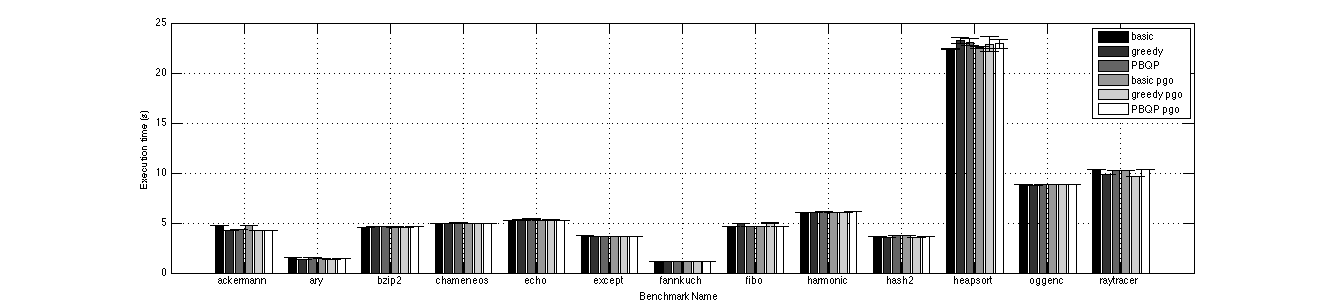 25
20
15
10
5
0
Execution time (s)
basic
greedy
PBQP
basic pgo
greedy pgo
PBQP pgo
ackermann ary bzip2 chameneos echo except fannkuch fibo harmonic hash2 heapsort oggenc raytracer
Benchmark Name